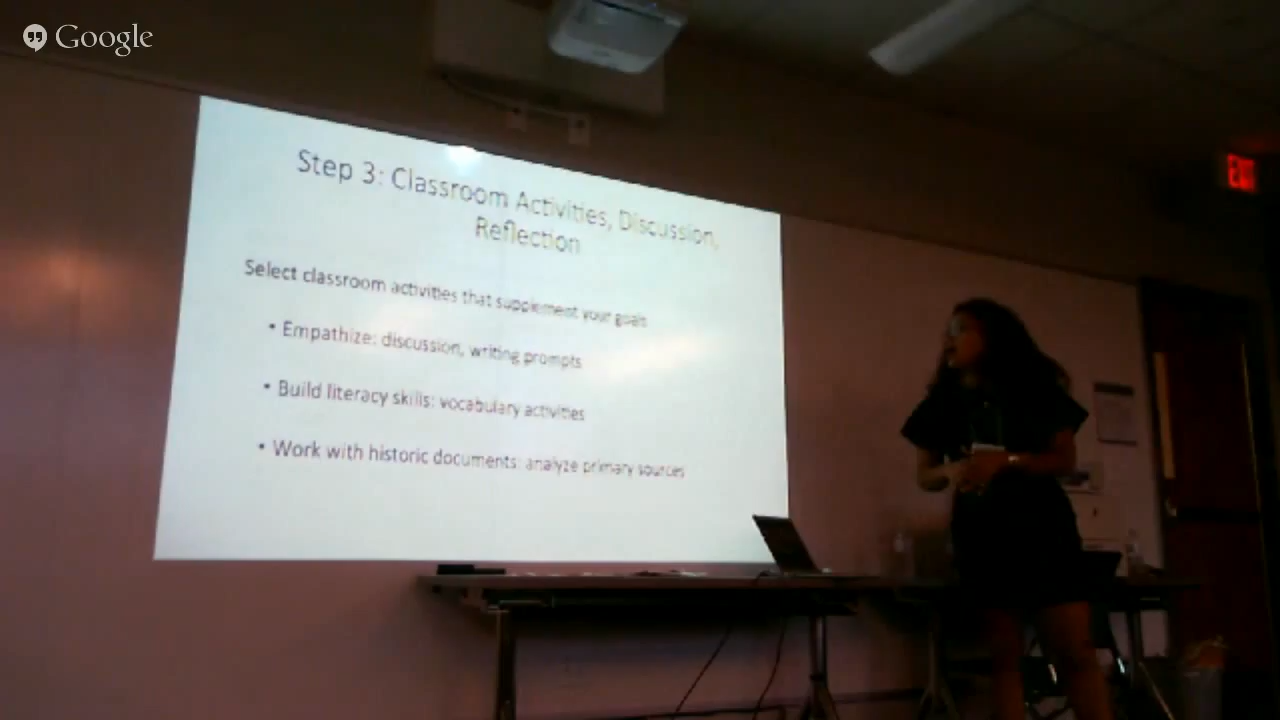 Google
EXIT
Step 3: Classroom Activities, Discussion,
Reflection
Select classroom activities that supplement your goals
• Empathize: discussion, writing prompts
• Build literacy skills: vocabulary activities
• Work with historic documents: analyze primary sources